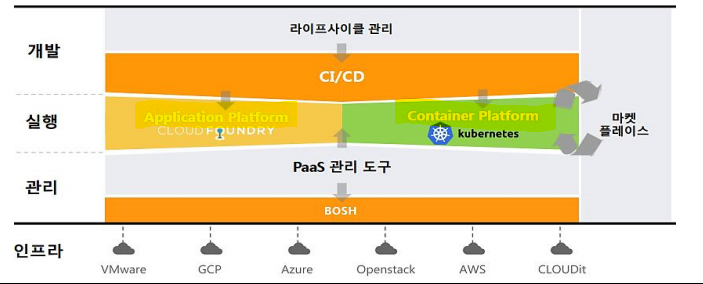 개발
라이프사이클 관리
CI/CD
실행
Application Platform
CLOUDFOUNDRY
Container Platform
kubernetes
마켓
플레이스
관리
PaaS 관리 도구
BOSH
인프라
VMware
GCP
Azure
Openstack
AWS
CLOUDit